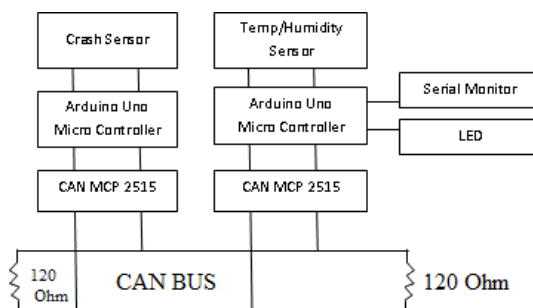 Crash Sensor
Temp/Humidity
Sensor
Arduino Uno
Micro Controller
Arduino Uno
Micro Controller
Serial Monitor
LED
CAN MCP 2515
CAN MCP 2515
120
Ohm
CAN BUS
120 Ohm